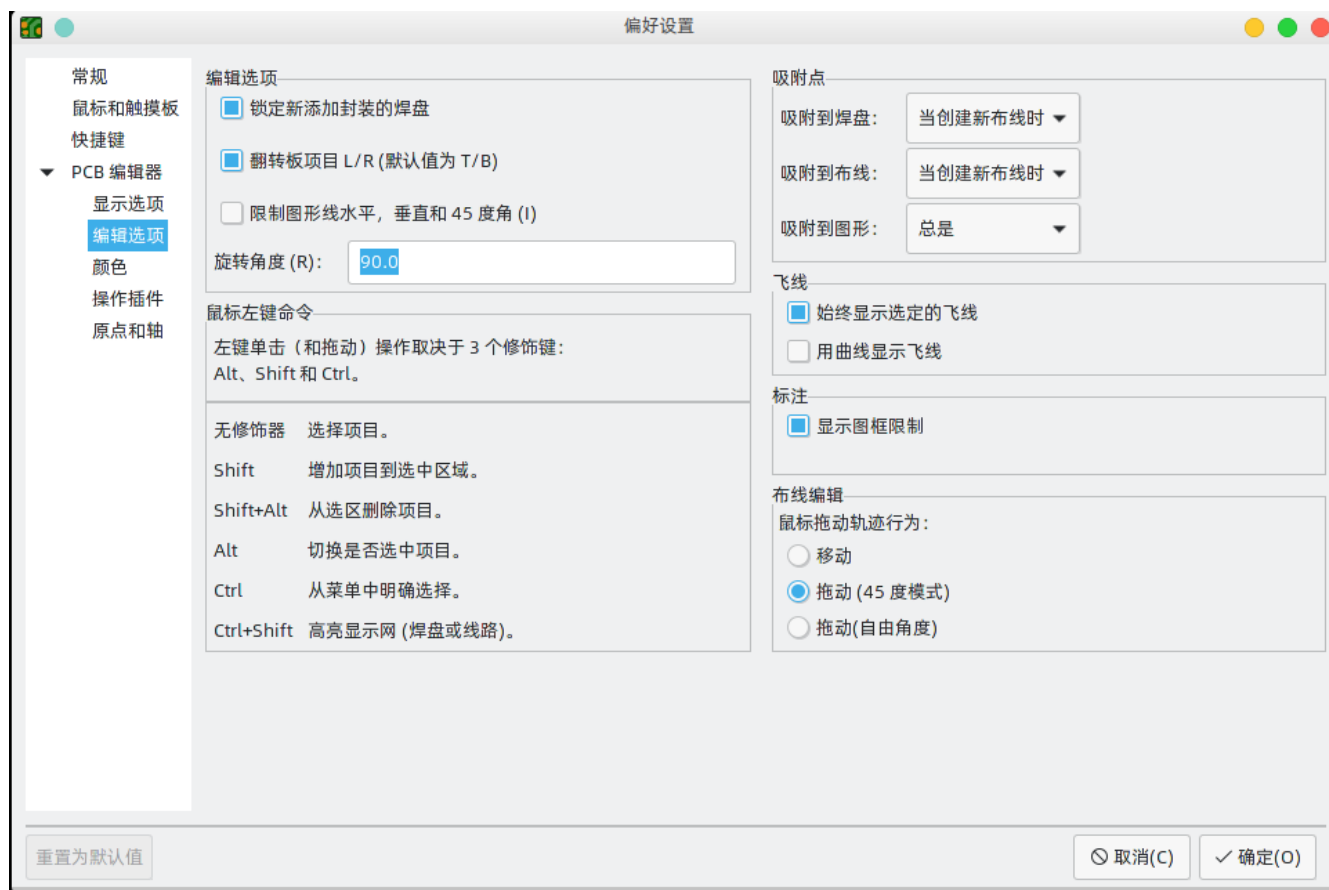 偏好设置
常规
鼠标和触摸板
快捷键
PCB 编辑器
显示选项
编辑选项
颜色
操作插件
原点和轴
编辑选项
锁定新添加封装的焊盘
翻转板项目 L/R (默认值为 T/B)
限制图形线水平，垂直和 45 度角 (I)
旋转角度 (R)：
90.0
鼠标左键命令
左键单击（和拖动）操作取决于 3 个修饰键：
Alt、Shift 和 Ctrl。
无修饰器 选择项目。
Shift 增加项目到选中区域。
Shift+Alt 从选区删除项目。
Alt 切换是否选中项目。
Ctrl 从菜单中明确选择。
Ctrl+Shift 高亮显示网 (焊盘或线路)。
吸附点
吸附到焊盘： 当创建新布线时
吸附到布线： 当创建新布线时
吸附到图形： 总是
飞线
始终显示选定的飞线
用曲线显示飞线
标注
显示图框限制
布线编辑
鼠标拖动轨迹行为：
移动
拖动 (45 度模式)
拖动(自由角度)
重置为默认值
取消(C)
确定(O)